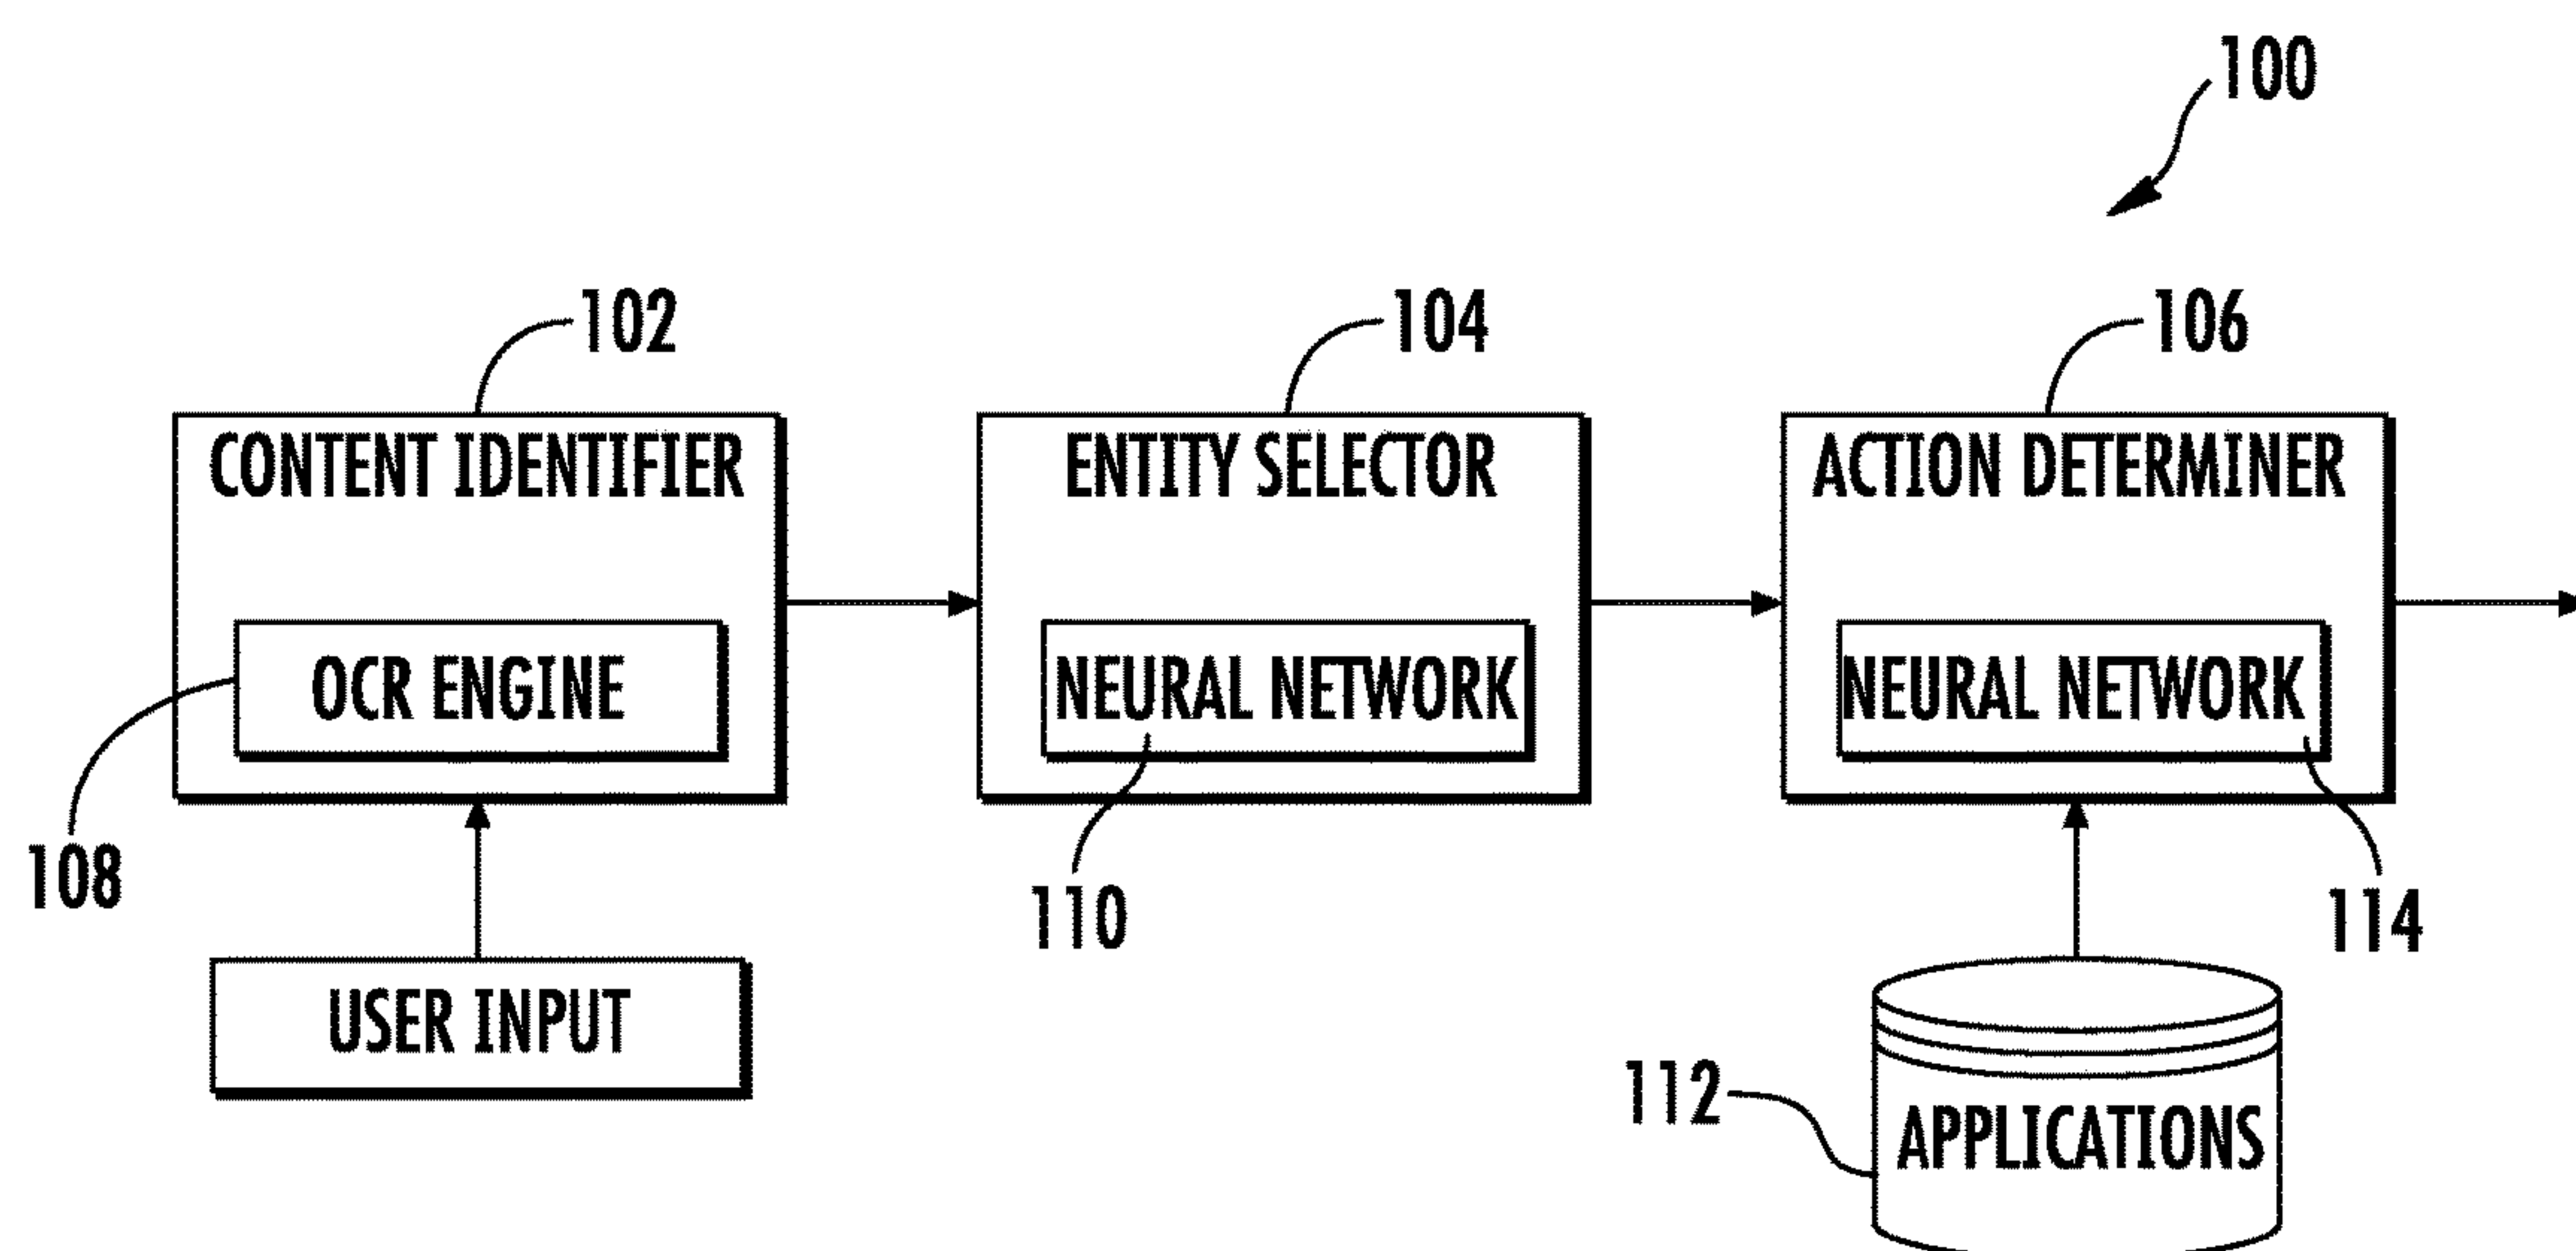 100
102
104
106
CONTENT IDENTIFIER
ENTITY SELECTOR
ACTION DETERMINER
OCR ENGINE
NEURAL NETWORK
NEURAL NETWORK
108
110
114
USER INPUT
112
APPLICATIONS